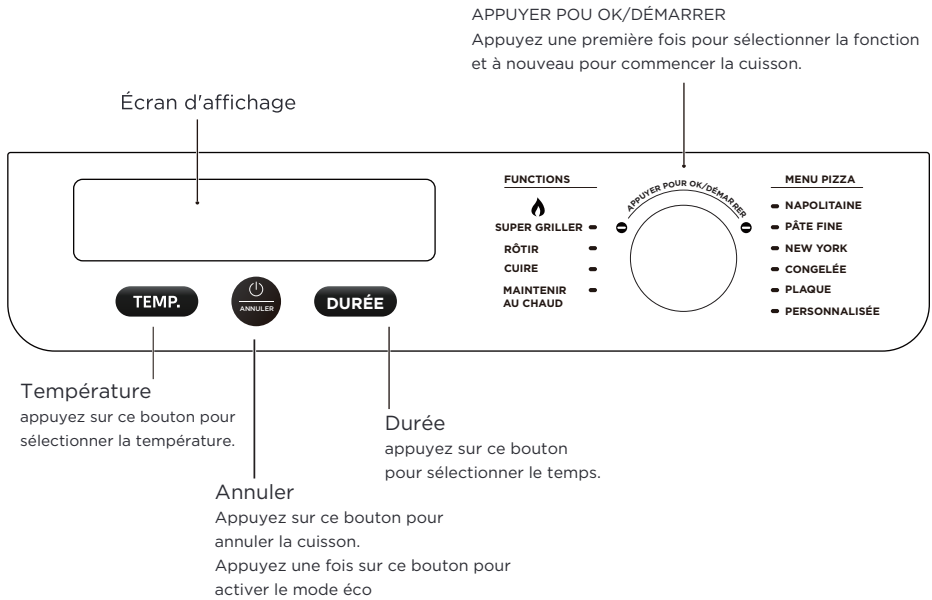 APPUYER POU OK/DÉMARRER
Appuyez une première fois pour sélectionner la fonction
et à nouveau pour commencer la cuisson.
Écran d'affichage
FUNCTIONS
SUPER GRILLER
RÔTIR
CUIRE
MAINTENIR
AU CHAUD
APPUYER POUR OK/DÉMARRER
MENU PIZZA
NAPOLITAINE
PÂTE FINE
NEW YORK
CONGELÉE
PLAQUE
PERSONNALISÉE
TEMP.
ANNULER
DURÉE
Température
appuyez sur ce bouton pour
sélectionner la température.
Durée
appuyez sur ce bouton
pour sélectionner le temps.
Annuler
Appuyez sur ce bouton pour
annuler la cuisson.
Appuyez une fois sur ce bouton pour
activer le mode éco